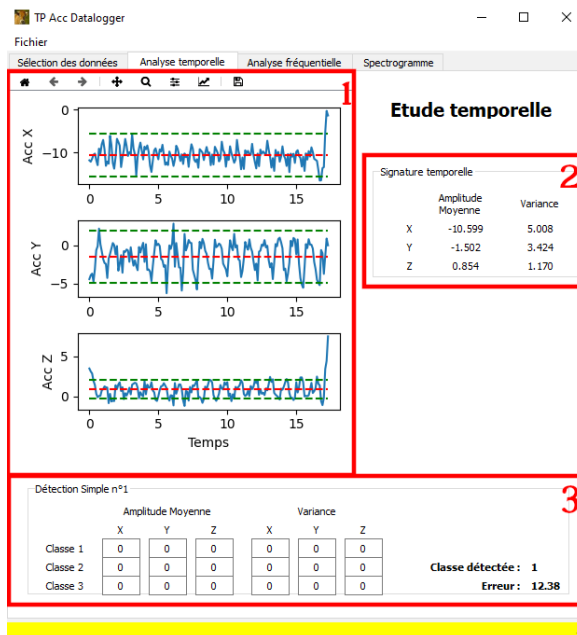 TP Acc Datalogger
Fichier
Sélection des données Analyse temporelle Analyse fréquentielle Spectrogramme
1
Acc X
0
−10
0 5 10 15
Acc Y
0
−5
0 5 10 15
Acc Z
5
0
0 5 10 15
Temps
Etude temporelle
Signature temporelle
2
Amplitude Moyenne Variance
X -10.599 5.008
Y -1.502 3.424
Z 0.854 1.170
Détection Simple n°1
3
Amplitude Moyenne Variance
X Y Z X Y Z
Classe 1 0 0 0 0 0 0
Classe 2 0 0 0 0 0 0 Classe détectée : 1
Classe 3 0 0 0 0 0 0 Erreur : 12.38